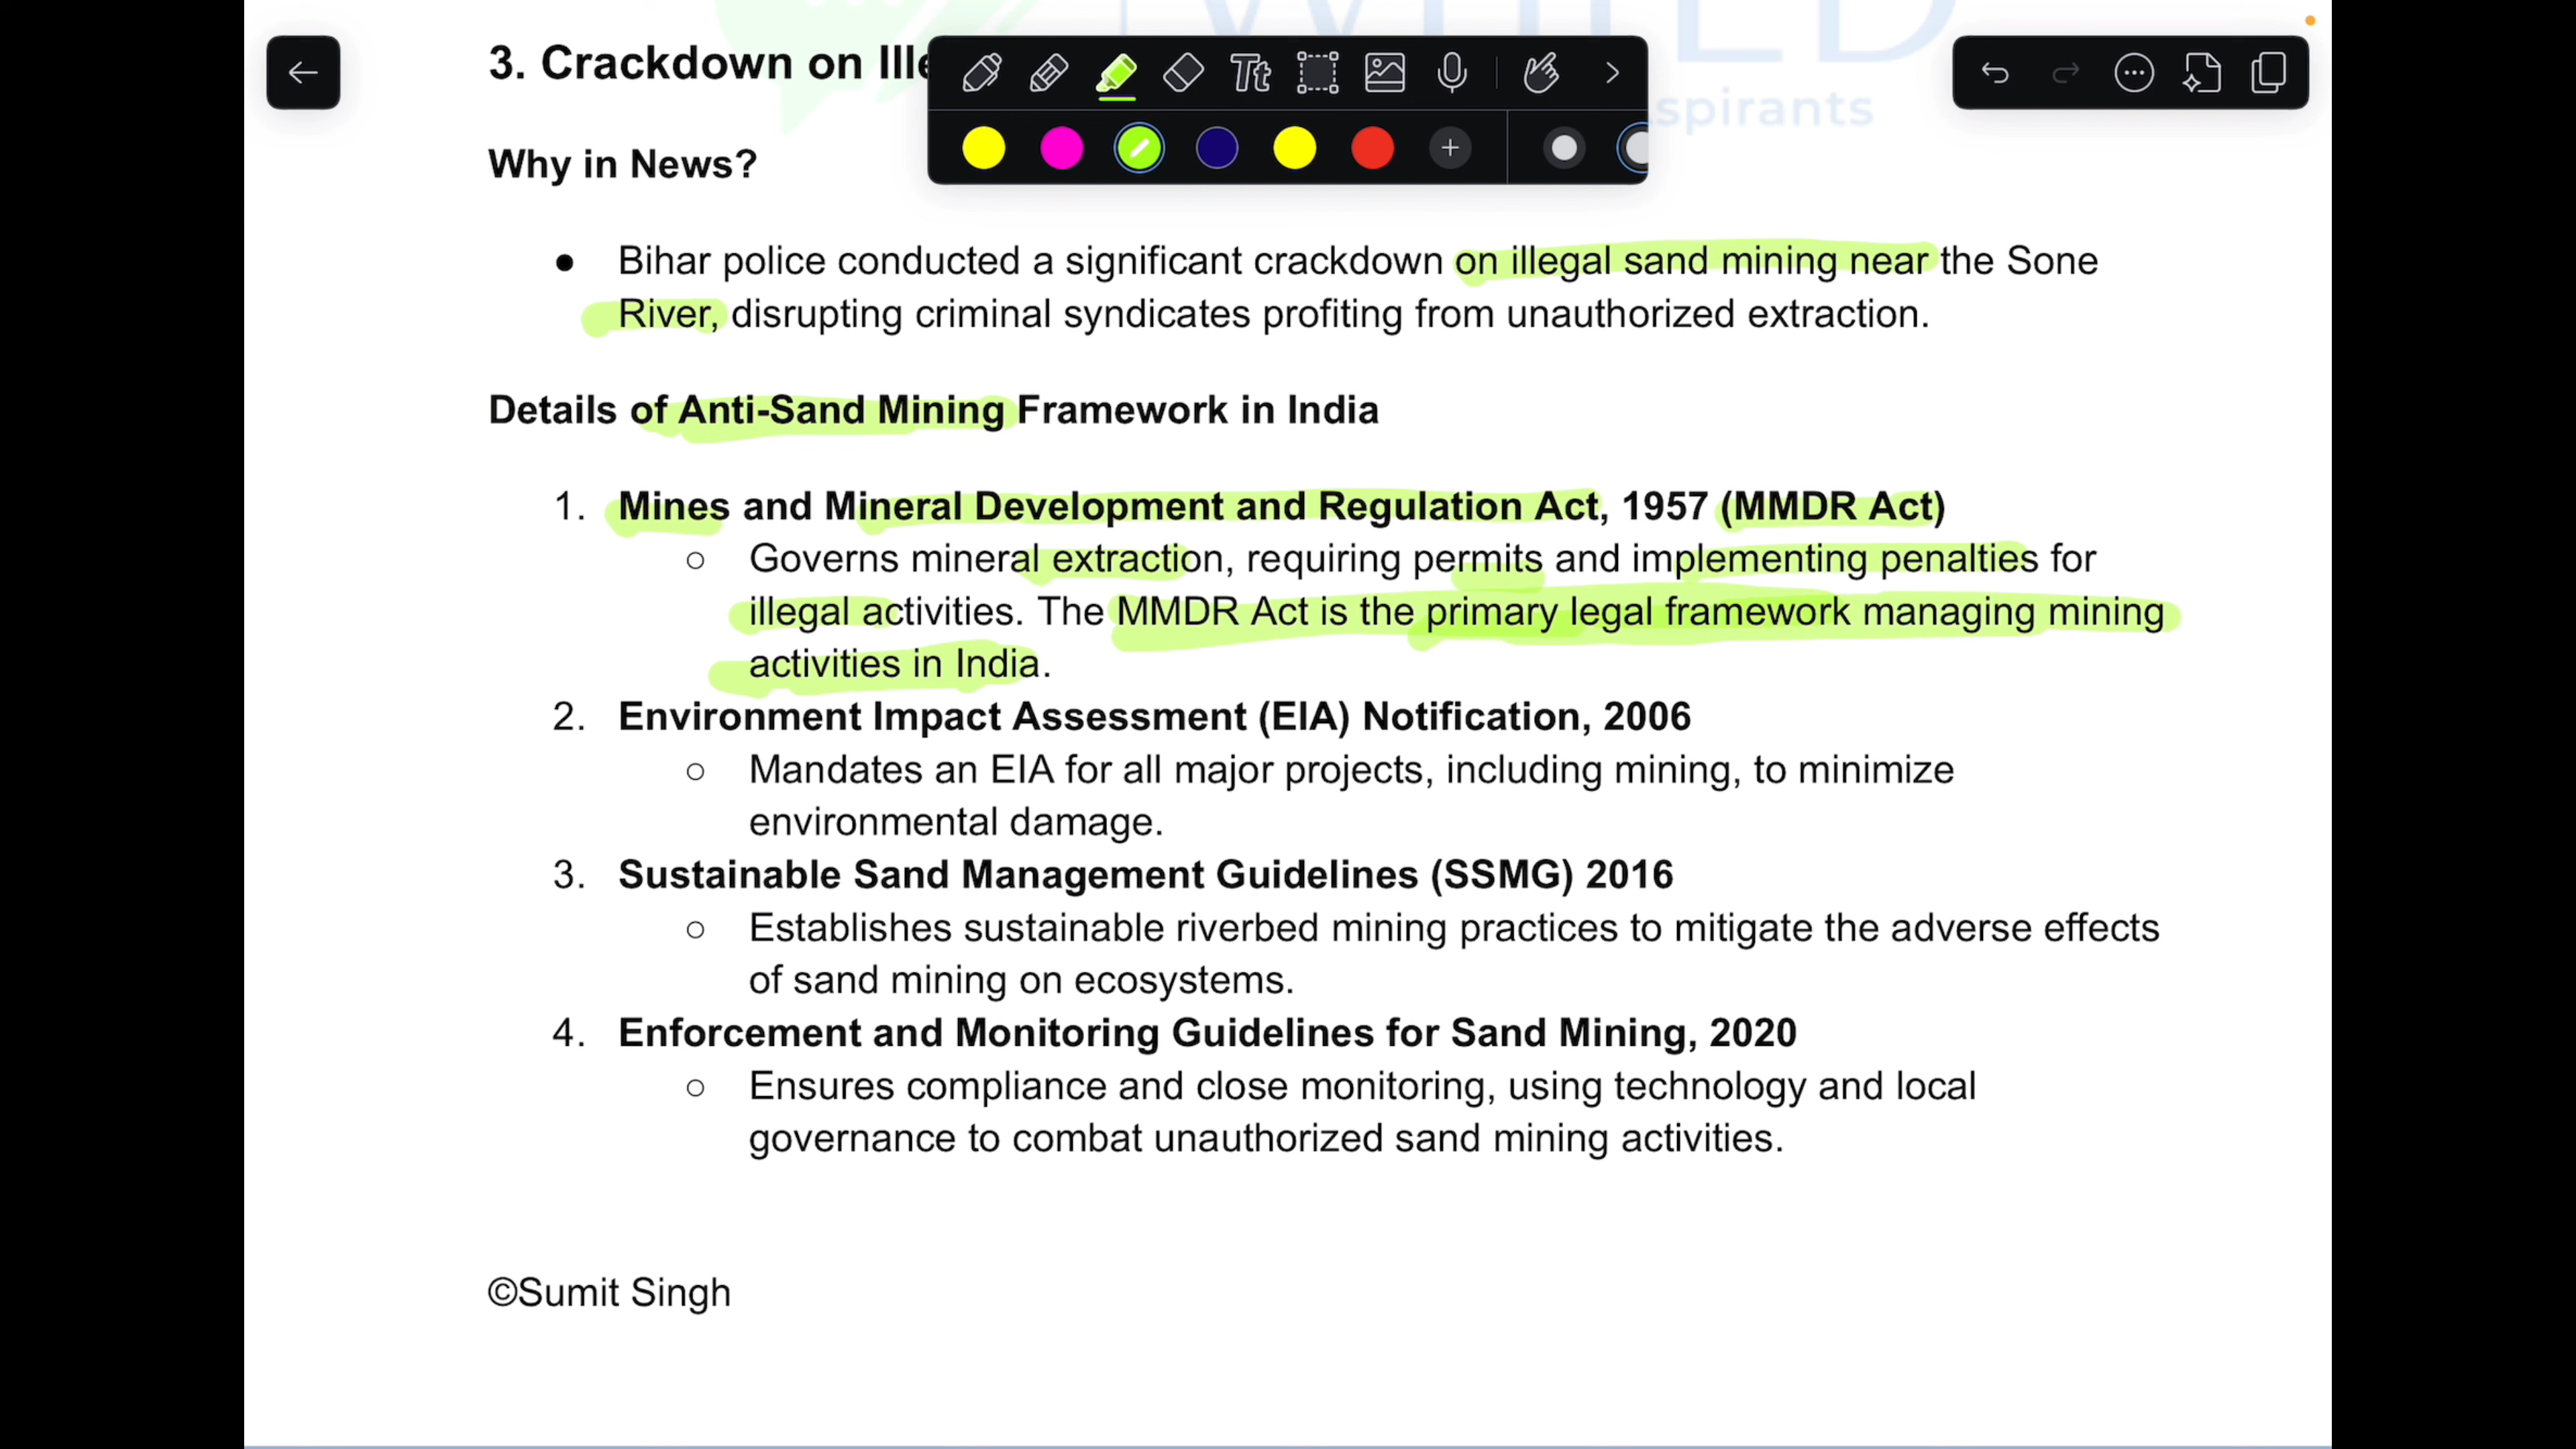 3. Crackdown on
Tt
spirants
Why in News?
● Bihar police conducted a significant crackdown on illegal sand mining near the Sone
River, disrupting criminal syndicates profiting from unauthorized extraction.
Details of Anti-Sand Mining Framework in India
1. Mines and Mineral Development and Regulation Act, 1957 (MMDR Act)
○ Governs mineral extraction, requiring permits and implementing penalties for
illegal activities. The MMDR Act is the primary legal framework managing mining
activities in India.
2. Environment Impact Assessment (EIA) Notification, 2006
○ Mandates an EIA for all major projects, including mining, to minimize
environmental damage.
3. Sustainable Sand Management Guidelines (SSMG) 2016
○ Establishes sustainable riverbed mining practices to mitigate the adverse effects
of sand mining on ecosystems.
4. Enforcement and Monitoring Guidelines for Sand Mining, 2020
○ Ensures compliance and close monitoring, using technology and local
governance to combat unauthorized sand mining activities.
©Sumit Singh